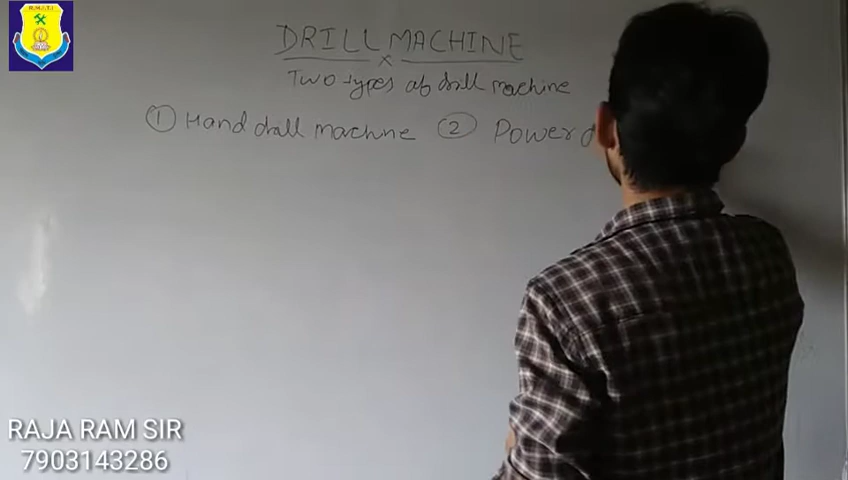 R.M.I.T.I
DRILL MACHINE
x
Two types of drill machine
1 Hand drill machine 2 Power d
RAJA RAM SIR
7903143286